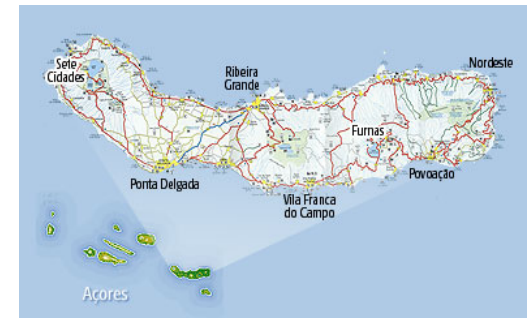 Sete
Cidades
Ribeira
Grande
Nordeste
Furnas
Ponta Delgada
Povoação
Vila Franca
do Campo
Açores